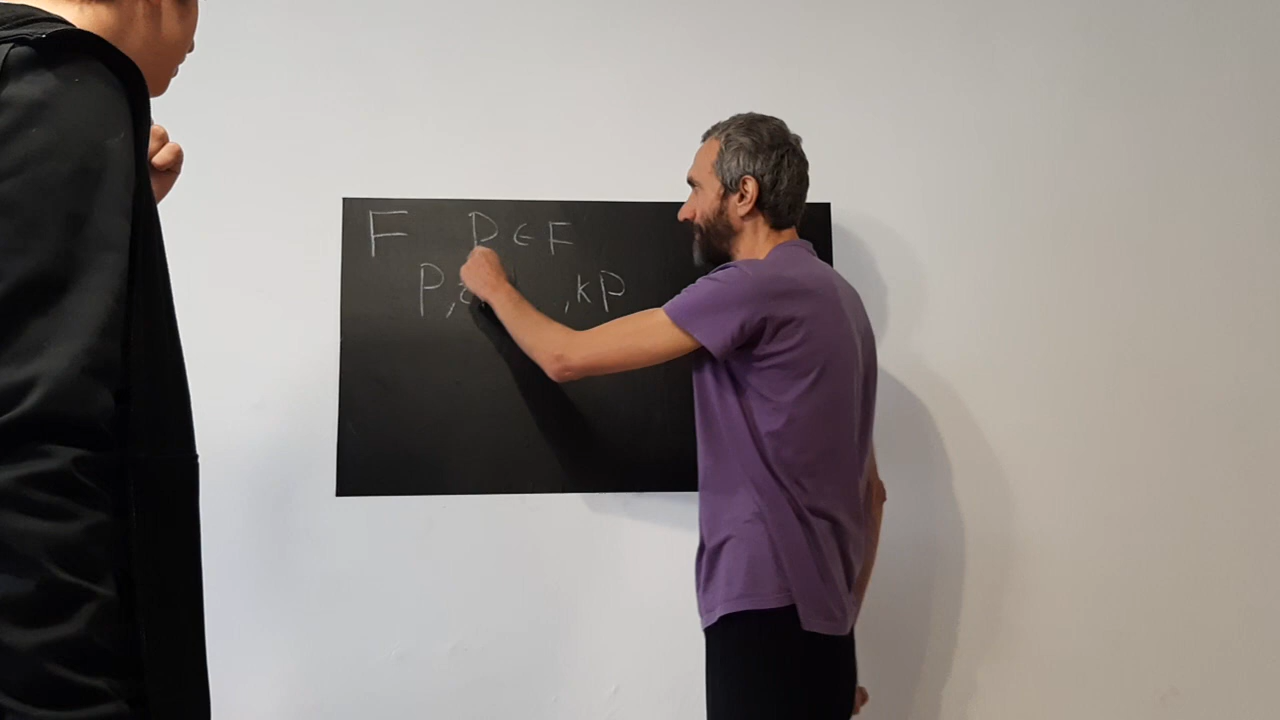 F P ∈ F
P, , kP